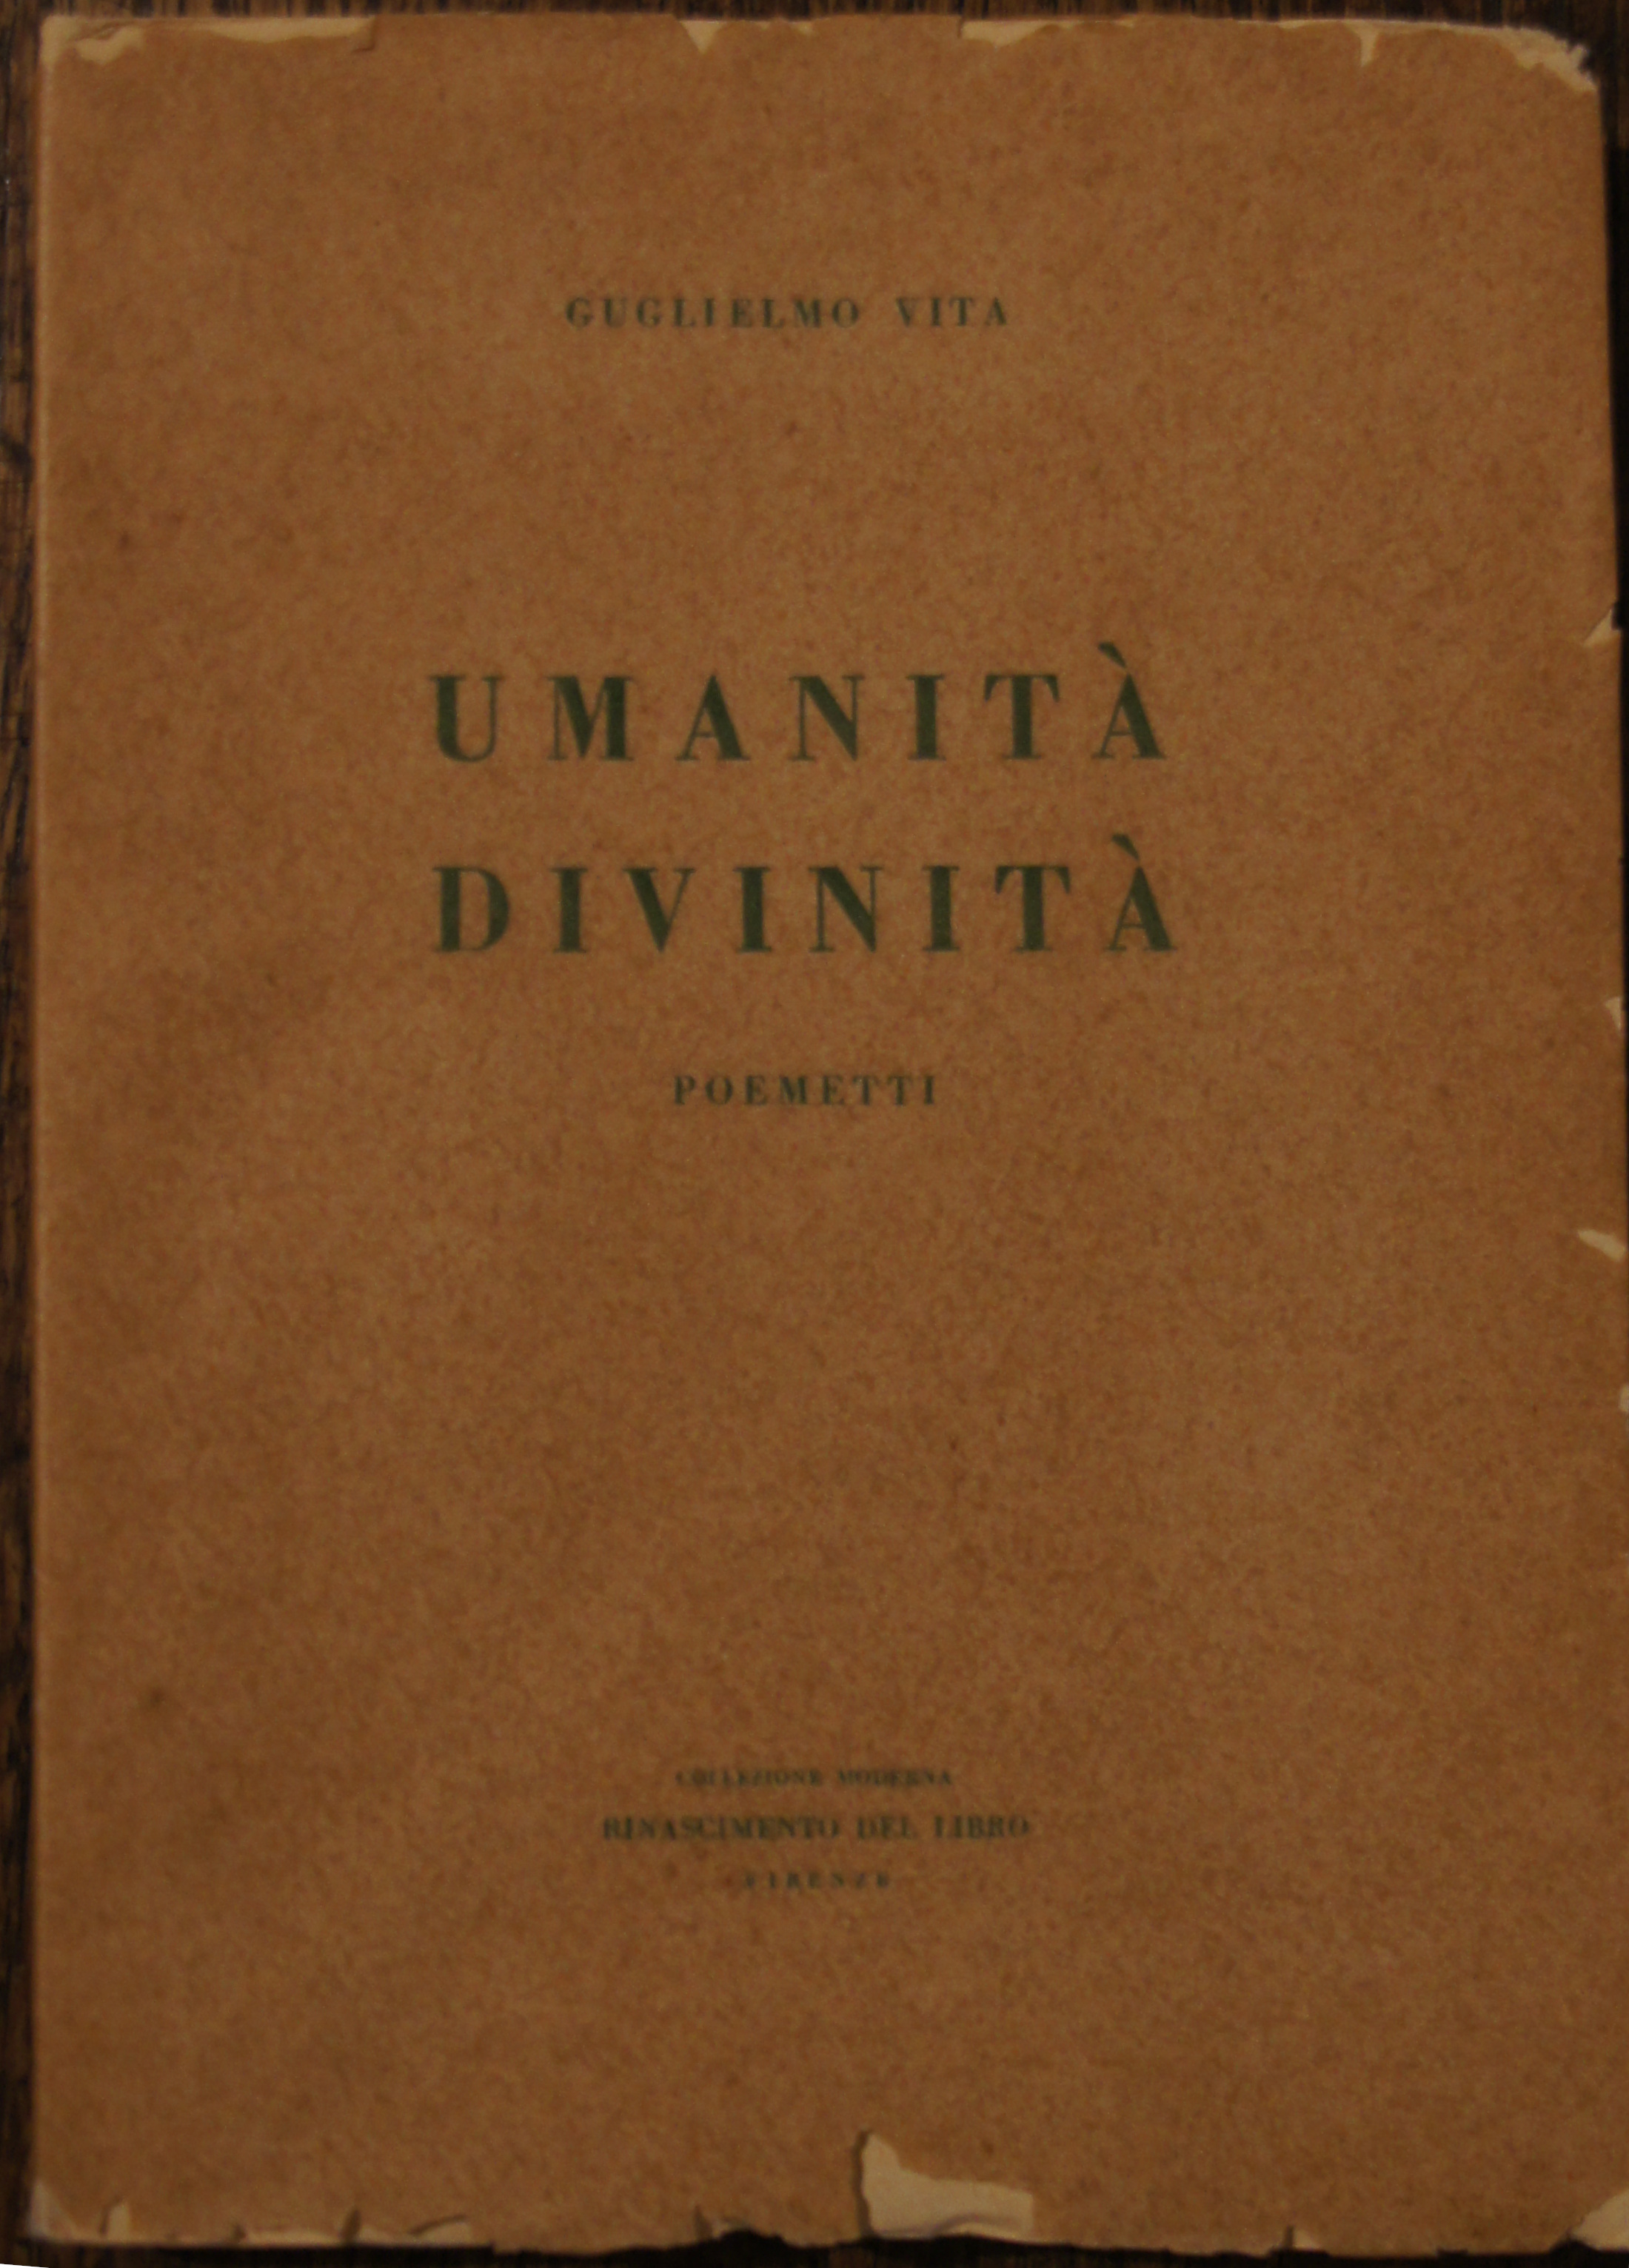 GUGLIELMO VITA
UMANITÀ
DIVINITÀ
POEMETTI
COLLEZIONE MODERNA
RINASCIMENTO DEL LIBRO
FIRENZE